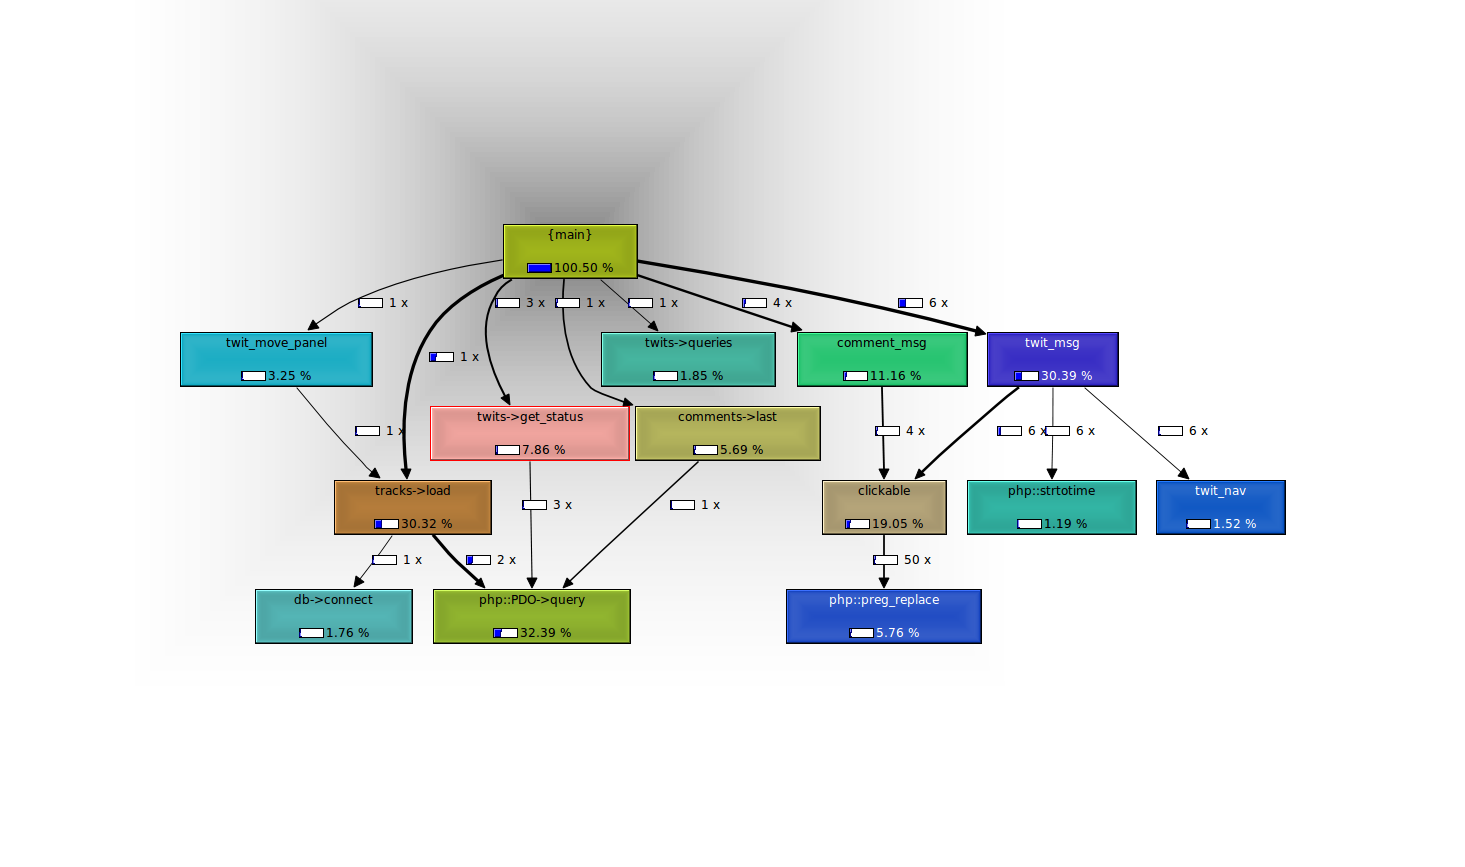 {main}
100.50 %
1 x
3 x
1 x
1 x
4 x
6 x
twit_move_panel
3.25 %
1 x
twits->queries
1.85 %
comment_msg
11.16 %
twit_msg
30.39 %
twits->get_status
7.86 %
comments->last
5.69 %
1 x
4 x
6 x
6 x
6 x
tracks->load
30.32 %
3 x
1 x
clickable
19.05 %
php::strtotime
1.19 %
twit_nav
1.52 %
1 x
2 x
50 x
db->connect
1.76 %
php::PDO->query
32.39 %
php::preg_replace
5.76 %